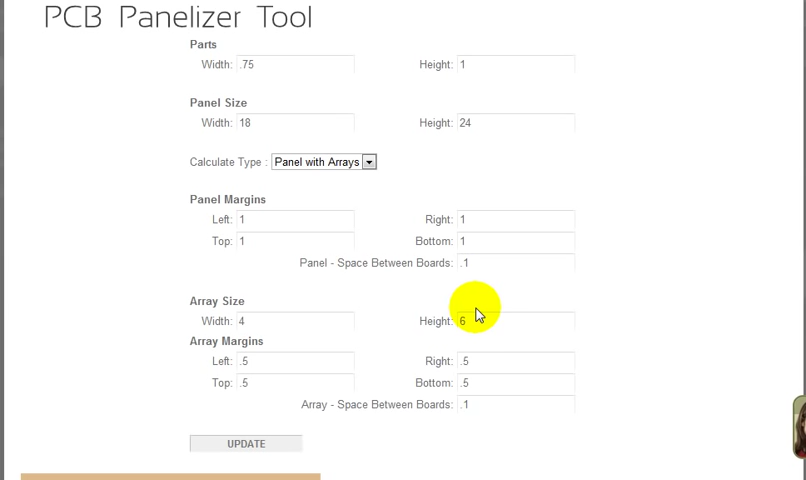 PCB Panelizer Tool
Parts
Width: .75 Height: 1
Panel Size
Width: 18 Height: 24
Calculate Type : Panel with Arrays
Panel Margins
Left: 1 Right: 1
Top: 1 Bottom: 1
Panel - Space Between Boards: .1
Array Size
Width: 4 Height: 6
Array Margins
Left: .5 Right: .5
Top: .5 Bottom: .5
Array - Space Between Boards: .1
UPDATE